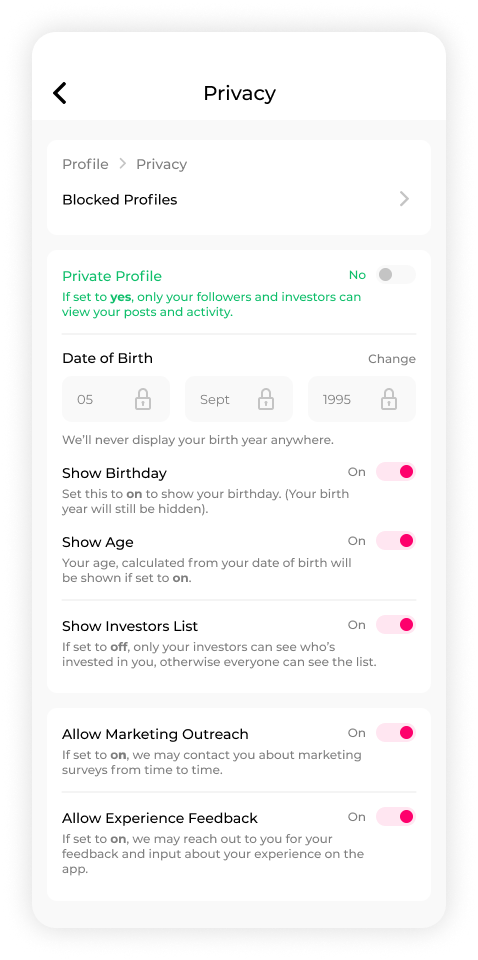 Privacy
Profile > Privacy
Blocked Profiles
Private Profile No
If set to yes, only your followers and investors can
view your posts and activity.
Date of Birth Change
05 Sept 1995
We’ll never display your birth year anywhere.
Show Birthday On
Set this to on to show your birthday. (Your birth
year will still be hidden).
Show Age On
Your age, calculated from your date of birth will
be shown if set to on.
Show Investors List On
If set to off, only your investors can see who’s
invested in you, otherwise everyone can see the list.
Allow Marketing Outreach On
If set to on, we may contact you about marketing
surveys from time to time.
Allow Experience Feedback On
If set to on, we may reach out to you for your
feedback and input about your experience on the
app.